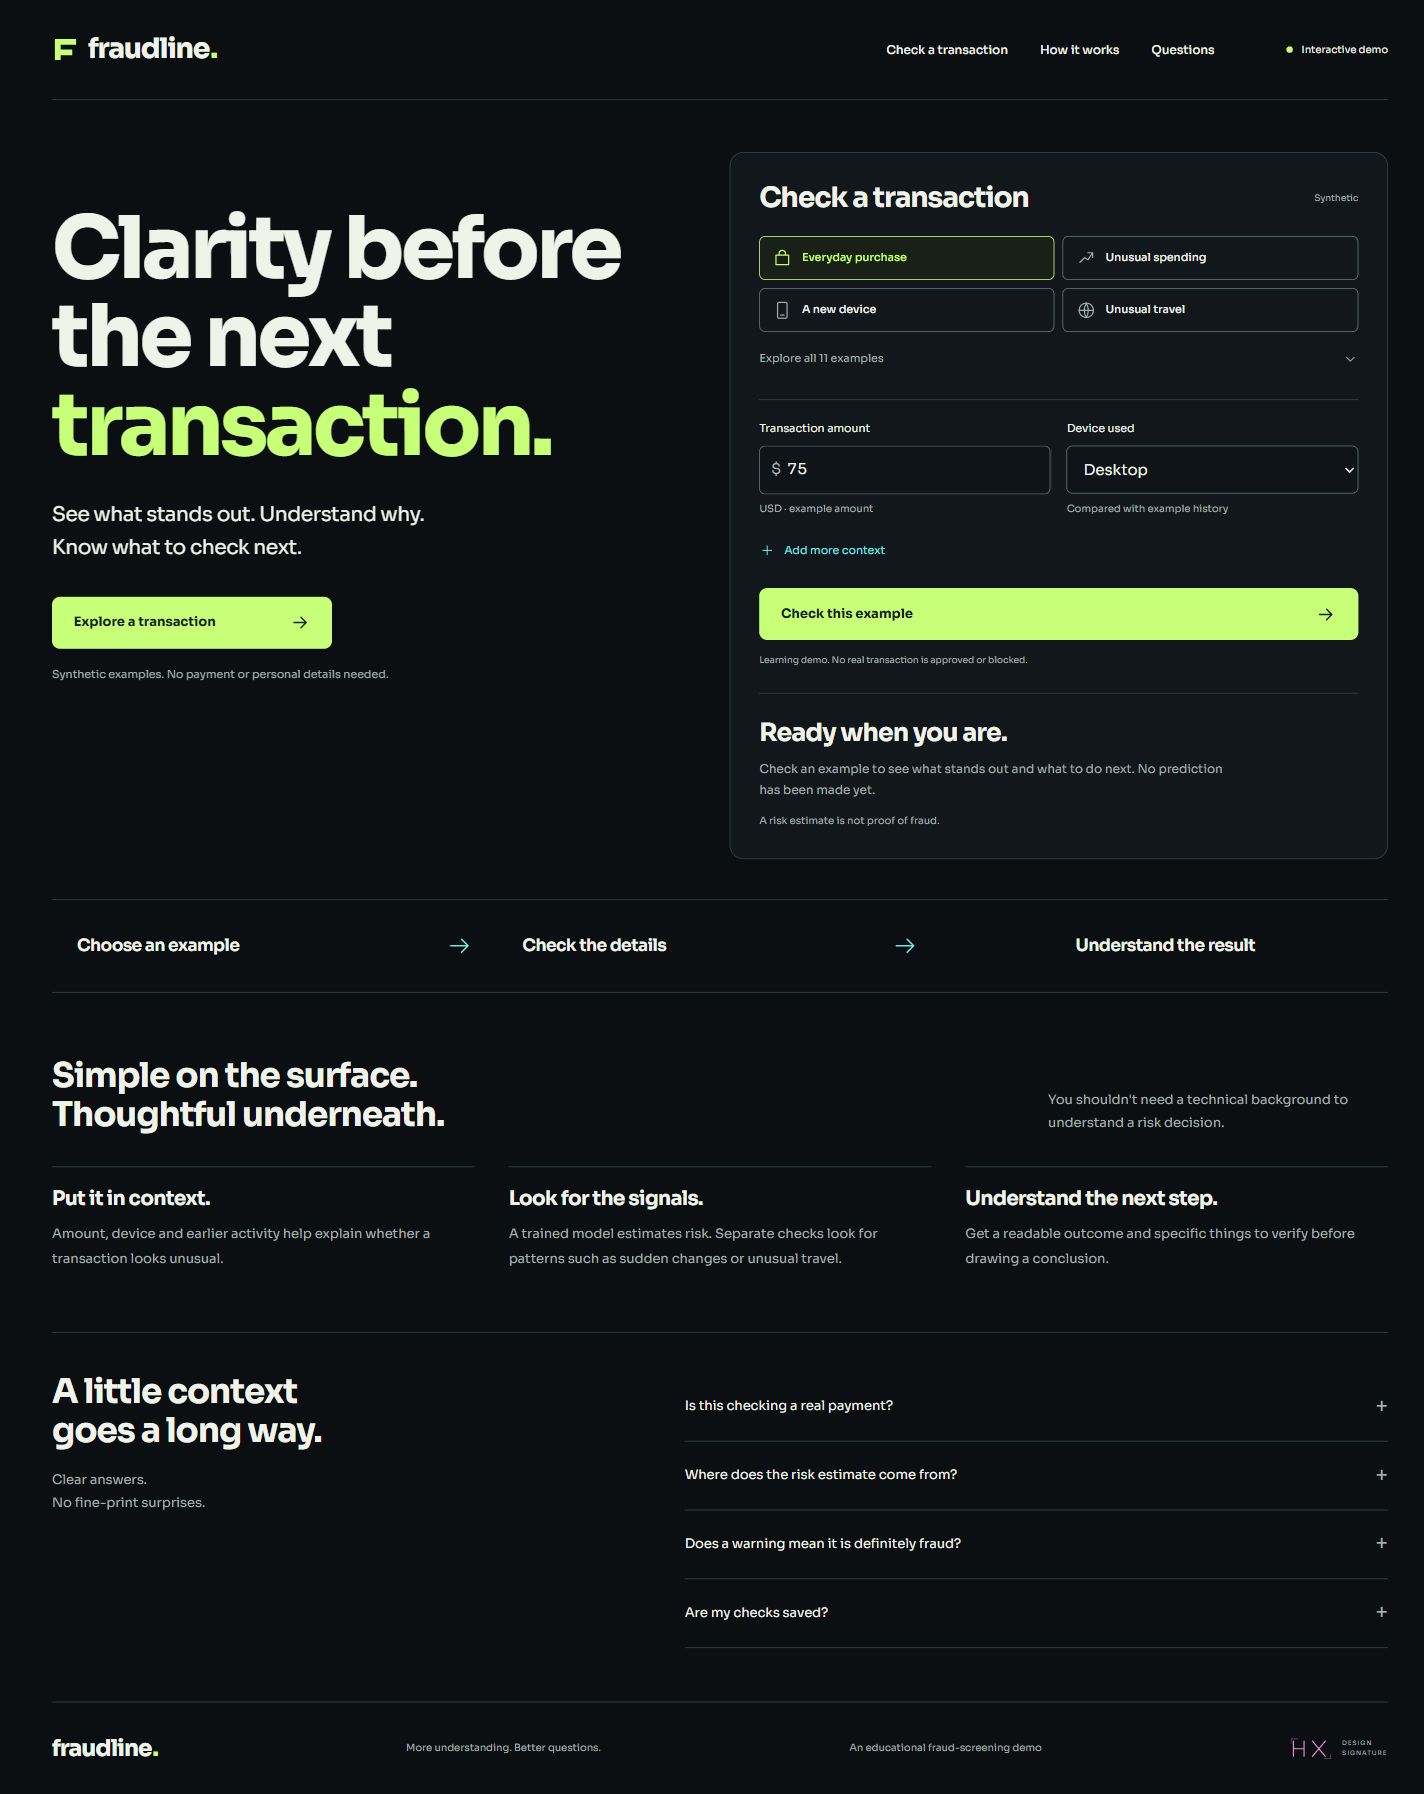 fraudline.
Check a transaction
How it works
Questions
Interactive demo
Clarity before
the next
transaction.
See what stands out. Understand why.
Know what to check next.
Explore a transaction
Synthetic examples. No payment or personal details needed.
Check a transaction
Synthetic
Everyday purchase
Unusual spending
A new device
Unusual travel
Explore all 11 examples
Transaction amount
Device used
$ 75
Desktop
USD · example amount
Compared with example history
+ Add more context
Check this example
Learning demo. No real transaction is approved or blocked.
Ready when you are.
Check an example to see what stands out and what to do next. No prediction
has been made yet.
A risk estimate is not proof of fraud.
Choose an example
Check the details
Understand the result
Simple on the surface.
Thoughtful underneath.
You shouldn't need a technical background to
understand a risk decision.
Put it in context.
Amount, device and earlier activity help explain whether a
transaction looks unusual.
Look for the signals.
A trained model estimates risk. Separate checks look for
patterns such as sudden changes or unusual travel.
Understand the next step.
Get a readable outcome and specific things to verify before
drawing a conclusion.
A little context
goes a long way.
Clear answers.
No fine-print surprises.
Is this checking a real payment?
Where does the risk estimate come from?
Does a warning mean it is definitely fraud?
Are my checks saved?
fraudline.
More understanding. Better questions.
An educational fraud-screening demo
HX
DESIGN
SIGNATURE